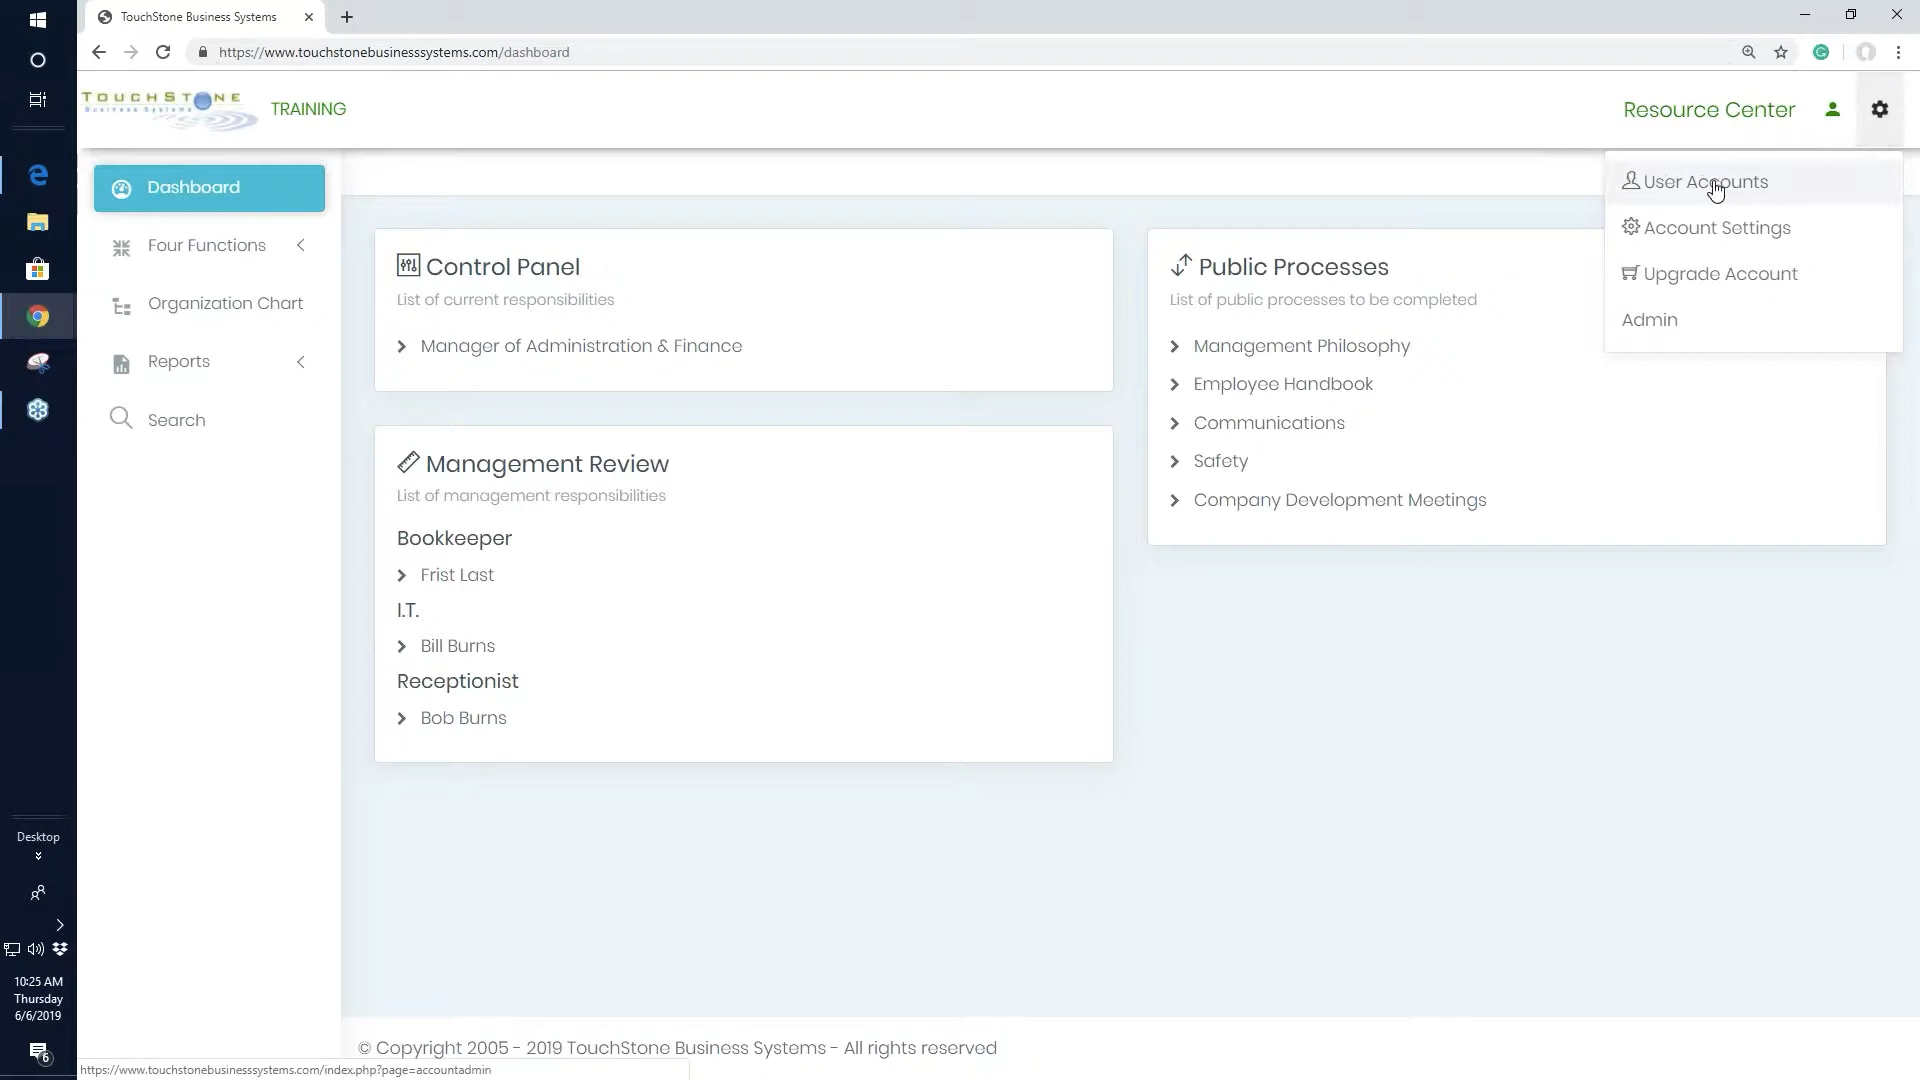 TouchStone Business Systems
https://www.touchstonebusinesssystems.com/dashboard
TOUCHSTONE
Business Systems
TRAINING
Resource Center
Dashboard
Four Functions
Organization Chart
Reports
Search
User Accounts
Account Settings
Upgrade Account
Admin
Control Panel
List of current responsibilities
Manager of Administration & Finance
Management Review
List of management responsibilities
Bookkeeper
Frist Last
I.T.
Bill Burns
Receptionist
Bob Burns
Public Processes
List of public processes to be completed
Management Philosophy
Employee Handbook
Communications
Safety
Company Development Meetings
© Copyright 2005 - 2019 TouchStone Business Systems - All rights reserved
https://www.touchstonebusinesssystems.com/index.php?page=accountadmin
Desktop
10:25 AM
Thursday
6/6/2019
6